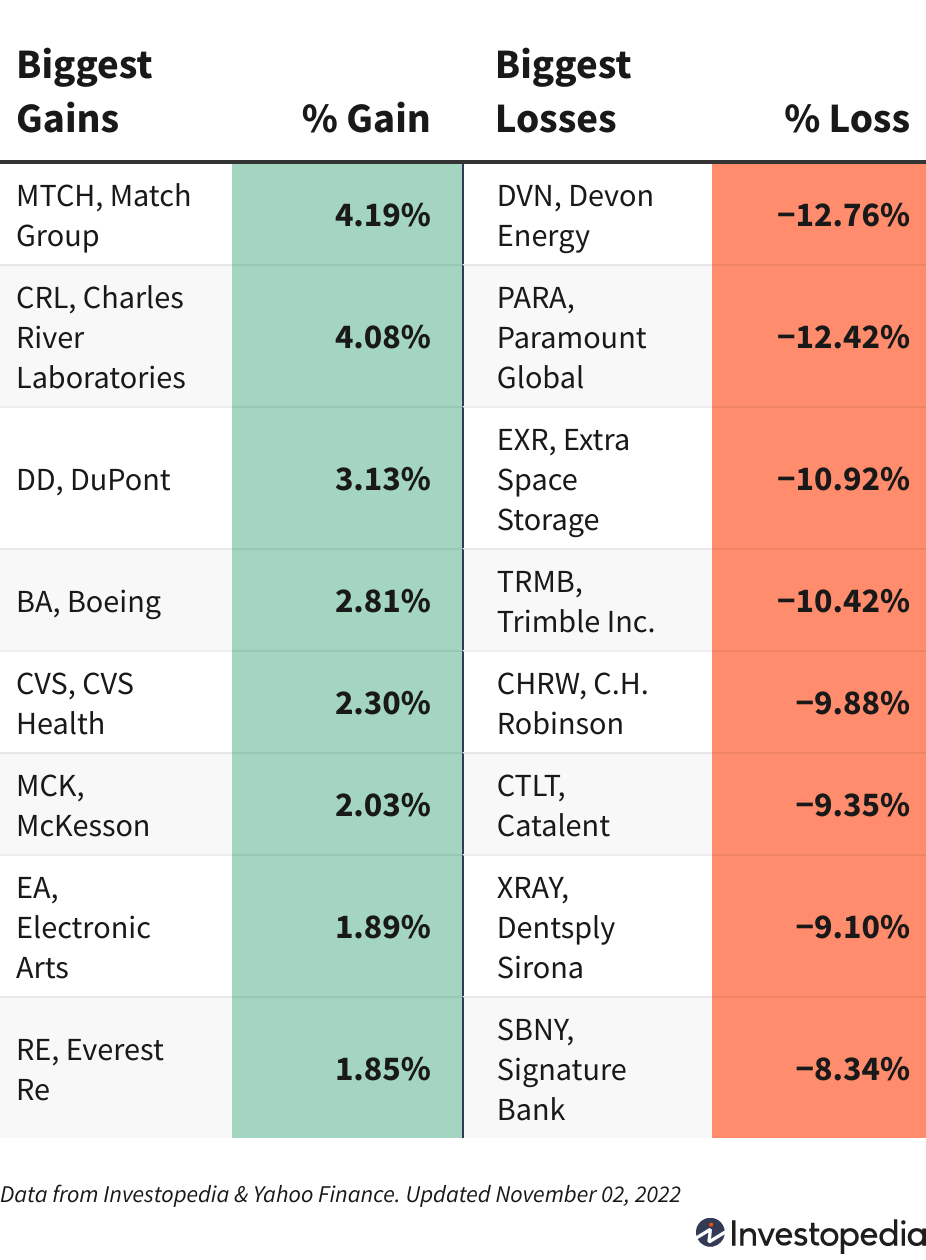 Biggest Gains
% Gain
Biggest Losses
% Loss
MTCH, Match
Group
4.19%
DVN, Devon
Energy
−12.76%
CRL, Charles
River
Laboratories
4.08%
PARA,
Paramount
Global
−12.42%
DD, DuPont
3.13%
EXR, Extra
Space
Storage
−10.92%
BA, Boeing
2.81%
TRMB,
Trimble Inc.
−10.42%
CVS, CVS
Health
2.30%
CHRW, C.H.
Robinson
−9.88%
MCK,
McKesson
2.03%
CTLT,
Catalent
−9.35%
EA,
Electronic
Arts
1.89%
XRAY,
Dentsply
Sirona
−9.10%
RE, Everest
Re
1.85%
SBNY,
Signature
Bank
−8.34%
Data from Investopedia & Yahoo Finance. Updated November 02, 2022
Investopedia